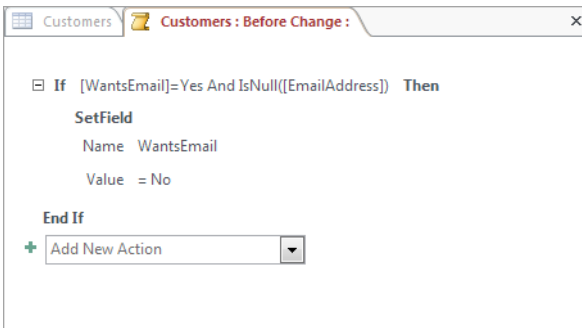 Customers Customers : Before Change :
If [WantsEmail]=Yes And IsNull([EmailAddress]) Then
SetField
Name WantsEmail
Value = No
End If
Add New Action